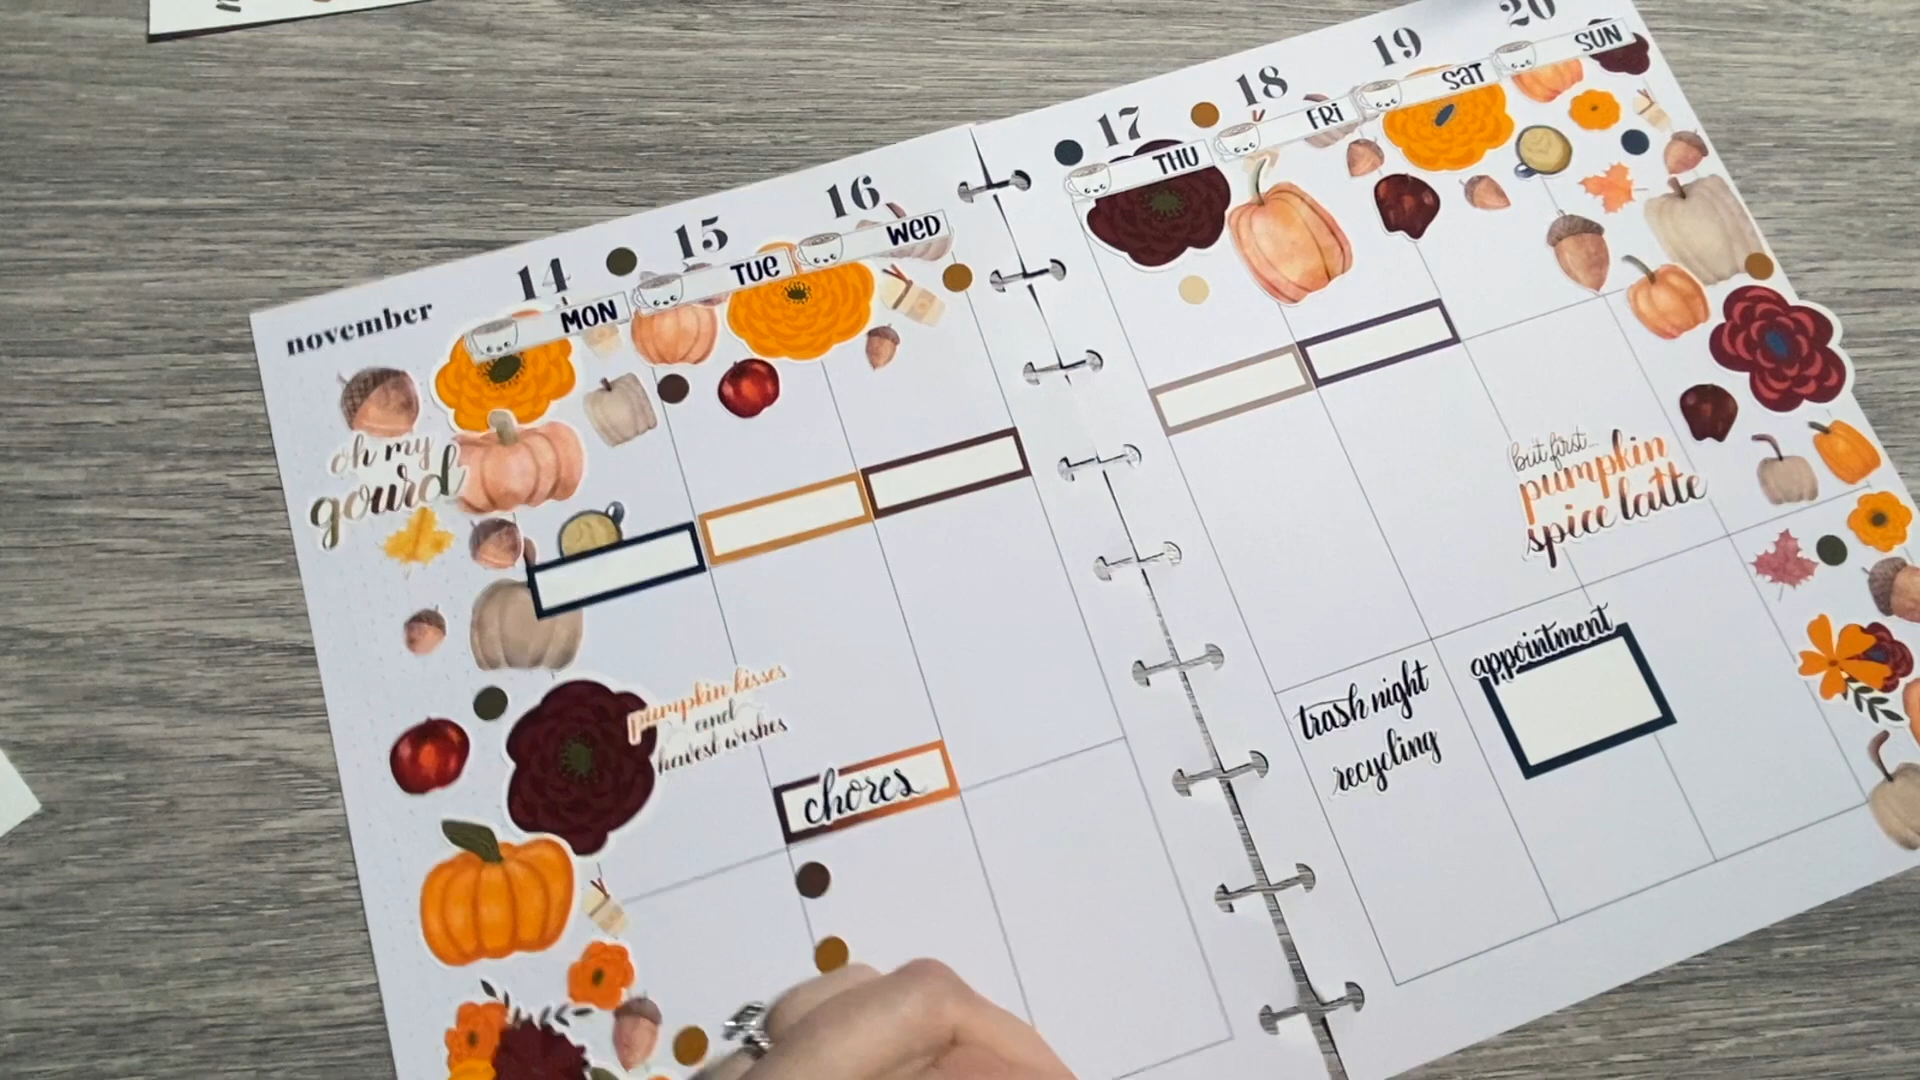 november
14
15
16
17
18
19
20
MON
TUE
WED
THU
FRi
SaT
SUN
oh my
gourd
pumpkin kisses
and
havest wishes
chores
but first...
pumpkin
spice latte
trash night
recycling
appointment